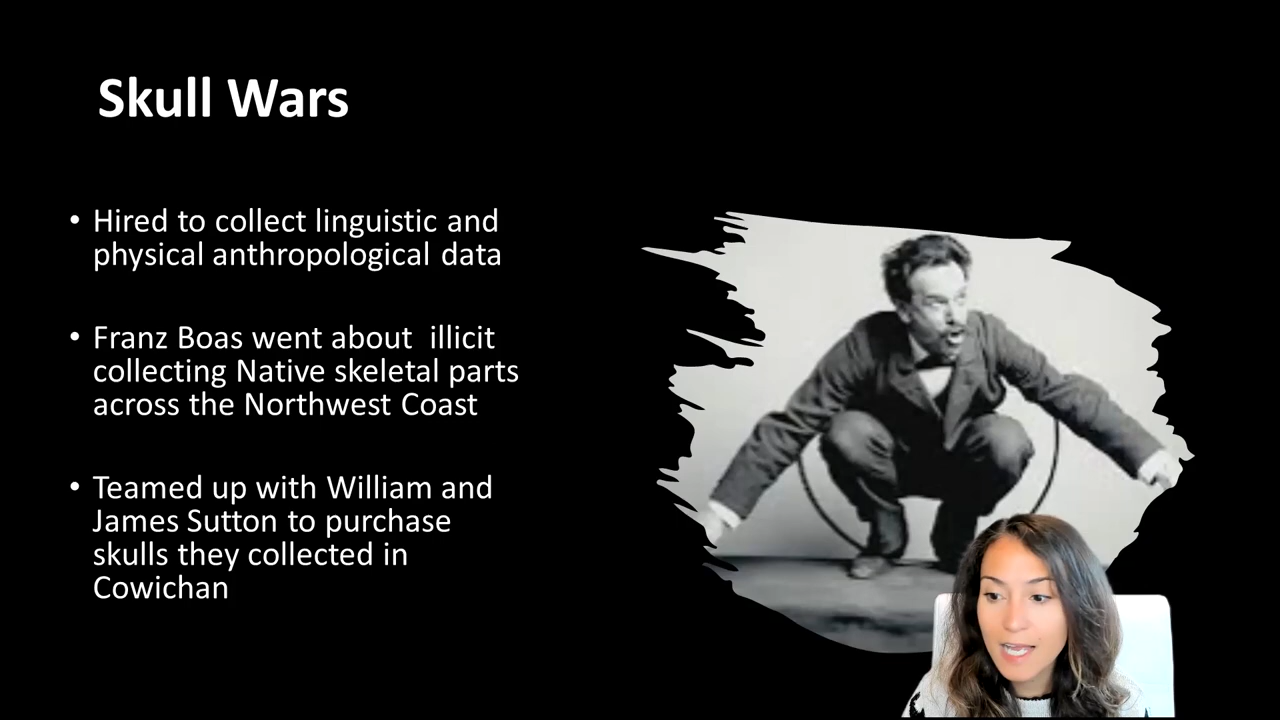 Skull Wars
• Hired to collect linguistic and
physical anthropological data
• Franz Boas went about  illicit
collecting Native skeletal parts
across the Northwest Coast
• Teamed up with William and
James Sutton to purchase
skulls they collected in
Cowichan